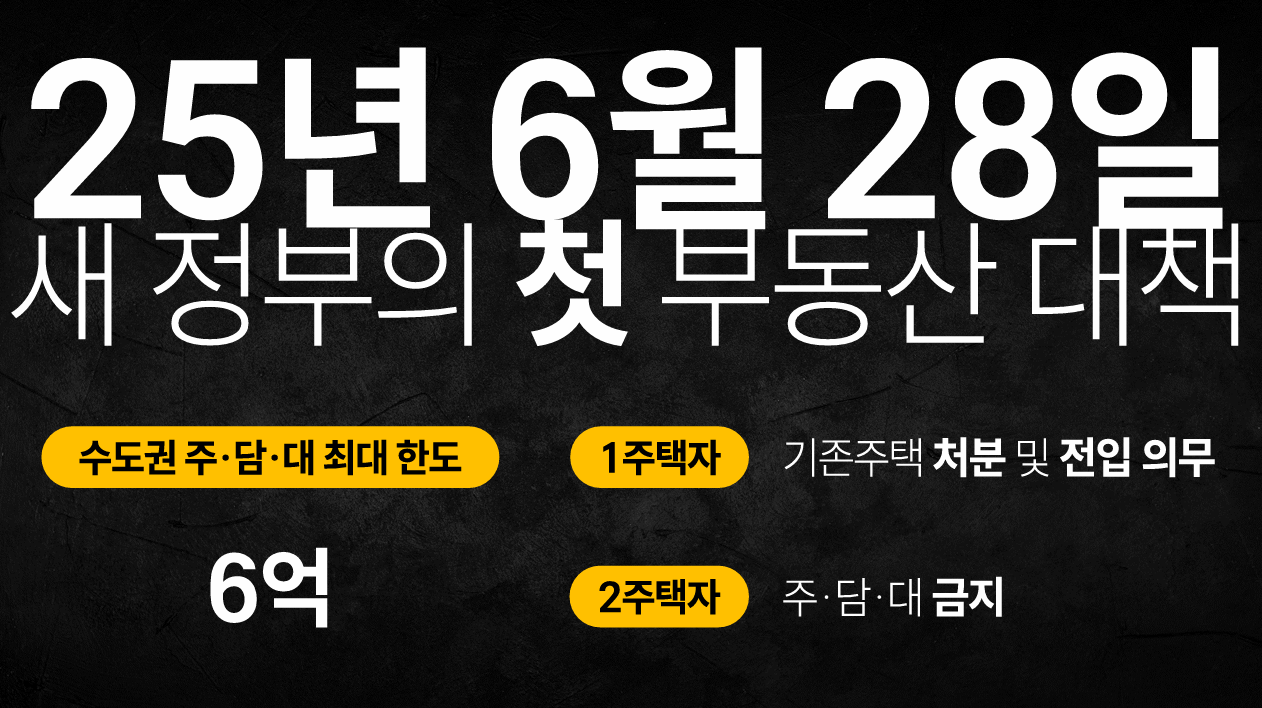 25년 6월 28일
새 정부의 첫 부동산 대책
수도권 주·담·대 최대 한도
6억
1주택자 기존주택 처분 및 전입 의무
2주택자 주·담·대 금지